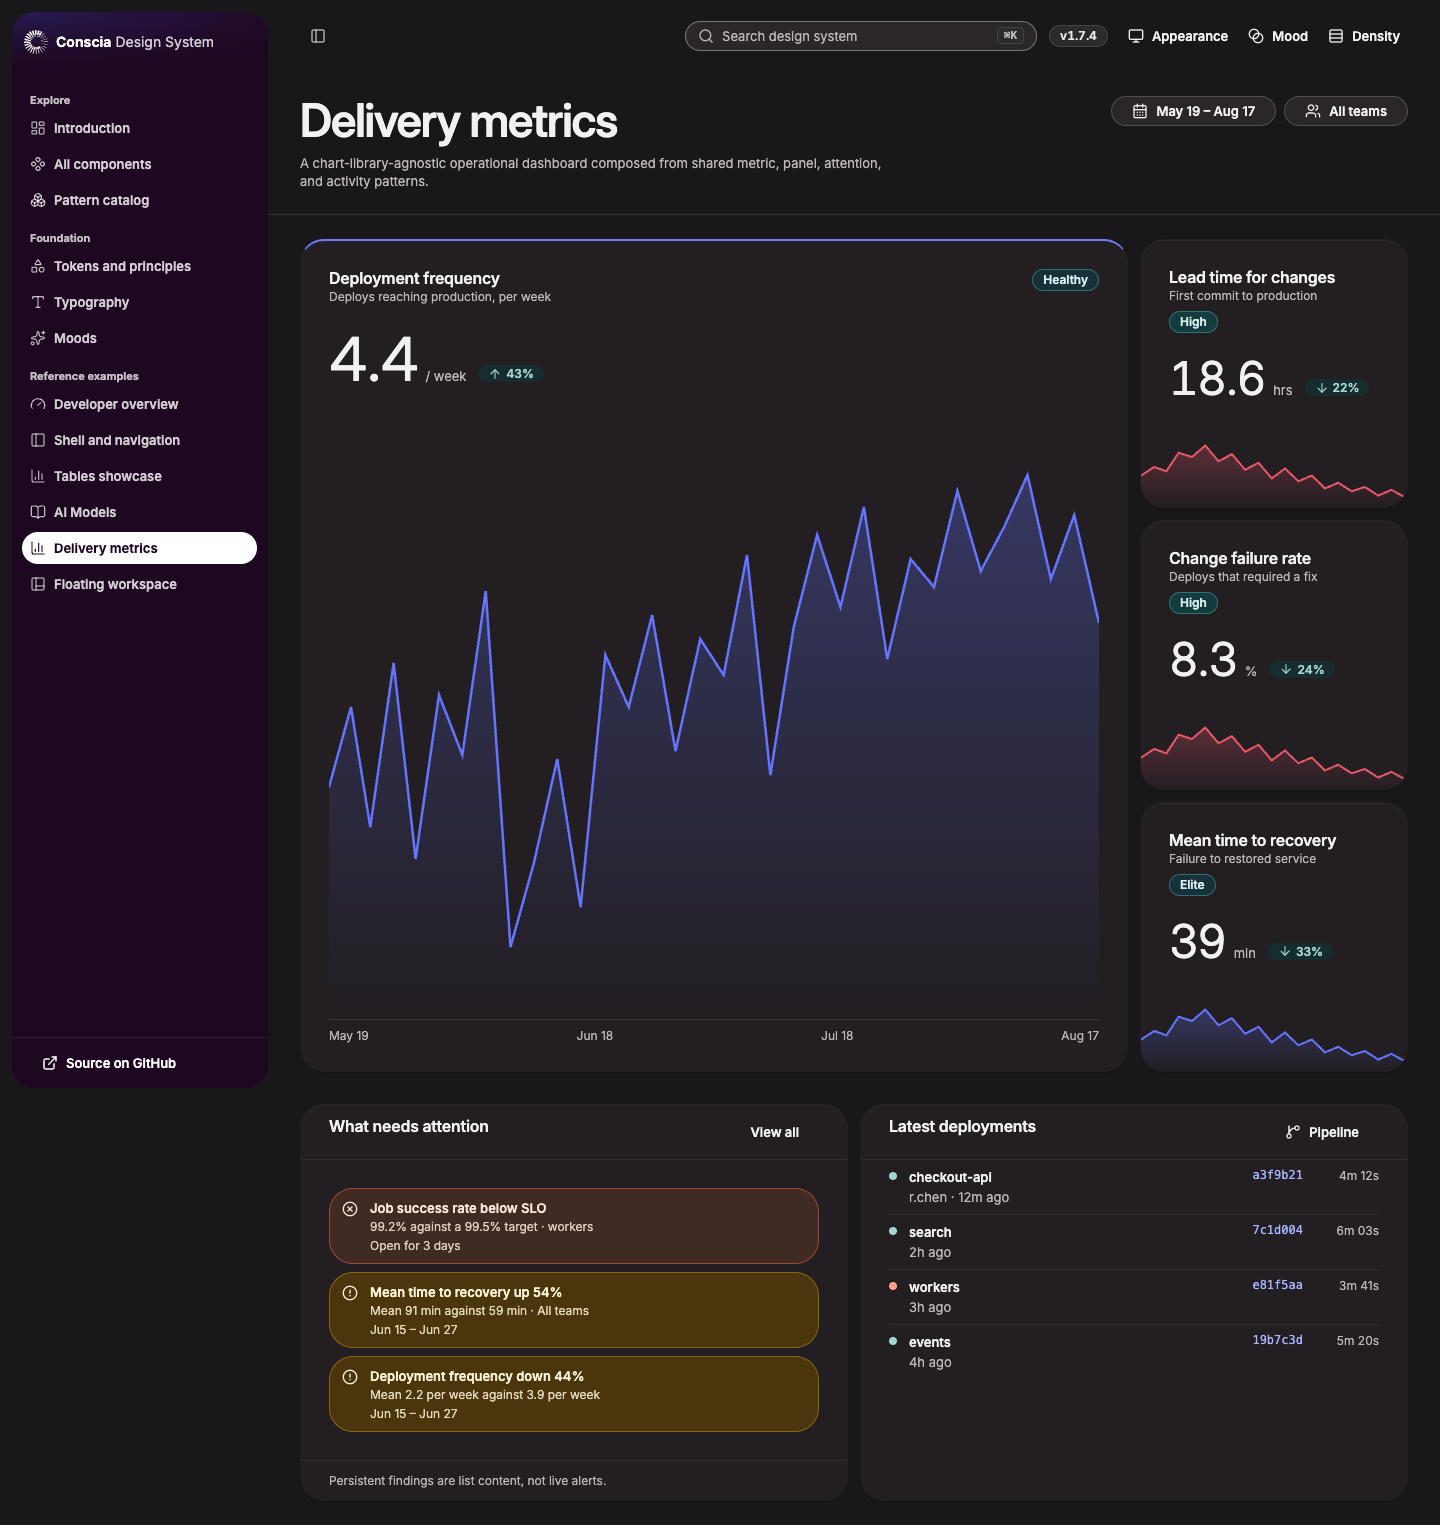 Conscia Design System
Explore
Introduction
All components
Pattern catalog
Foundation
Tokens and principles
Typography
Moods
Reference examples
Developer overview
Shell and navigation
Tables showcase
AI Models
Delivery metrics
Floating workspace
Source on GitHub
Search design system
⌘K
v1.7.4
Appearance
Mood
Density
Delivery metrics
A chart-library-agnostic operational dashboard composed from shared metric, panel, attention,
and activity patterns.
May 19 – Aug 17
All teams
Deployment frequency
Deploys reaching production, per week
Healthy
4.4 / week ↑ 43%
May 19
Jun 18
Jul 18
Aug 17
Lead time for changes
First commit to production
High
18.6 hrs ↓ 22%
Change failure rate
Deploys that required a fix
High
8.3 % ↓ 24%
Mean time to recovery
Failure to restored service
Elite
39 min ↓ 33%
What needs attention
View all
Job success rate below SLO
99.2% against a 99.5% target · workers
Open for 3 days
Mean time to recovery up 54%
Mean 91 min against 59 min · All teams
Jun 15 – Jun 27
Deployment frequency down 44%
Mean 2.2 per week against 3.9 per week
Jun 15 – Jun 27
Persistent findings are list content, not live alerts.
Latest deployments
Pipeline
checkout-api a3f9b21 4m 12s
r.chen · 12m ago
search 7c1d004 6m 03s
2h ago
workers e81f5aa 3m 41s
3h ago
events 19b7c3d 5m 20s
4h ago